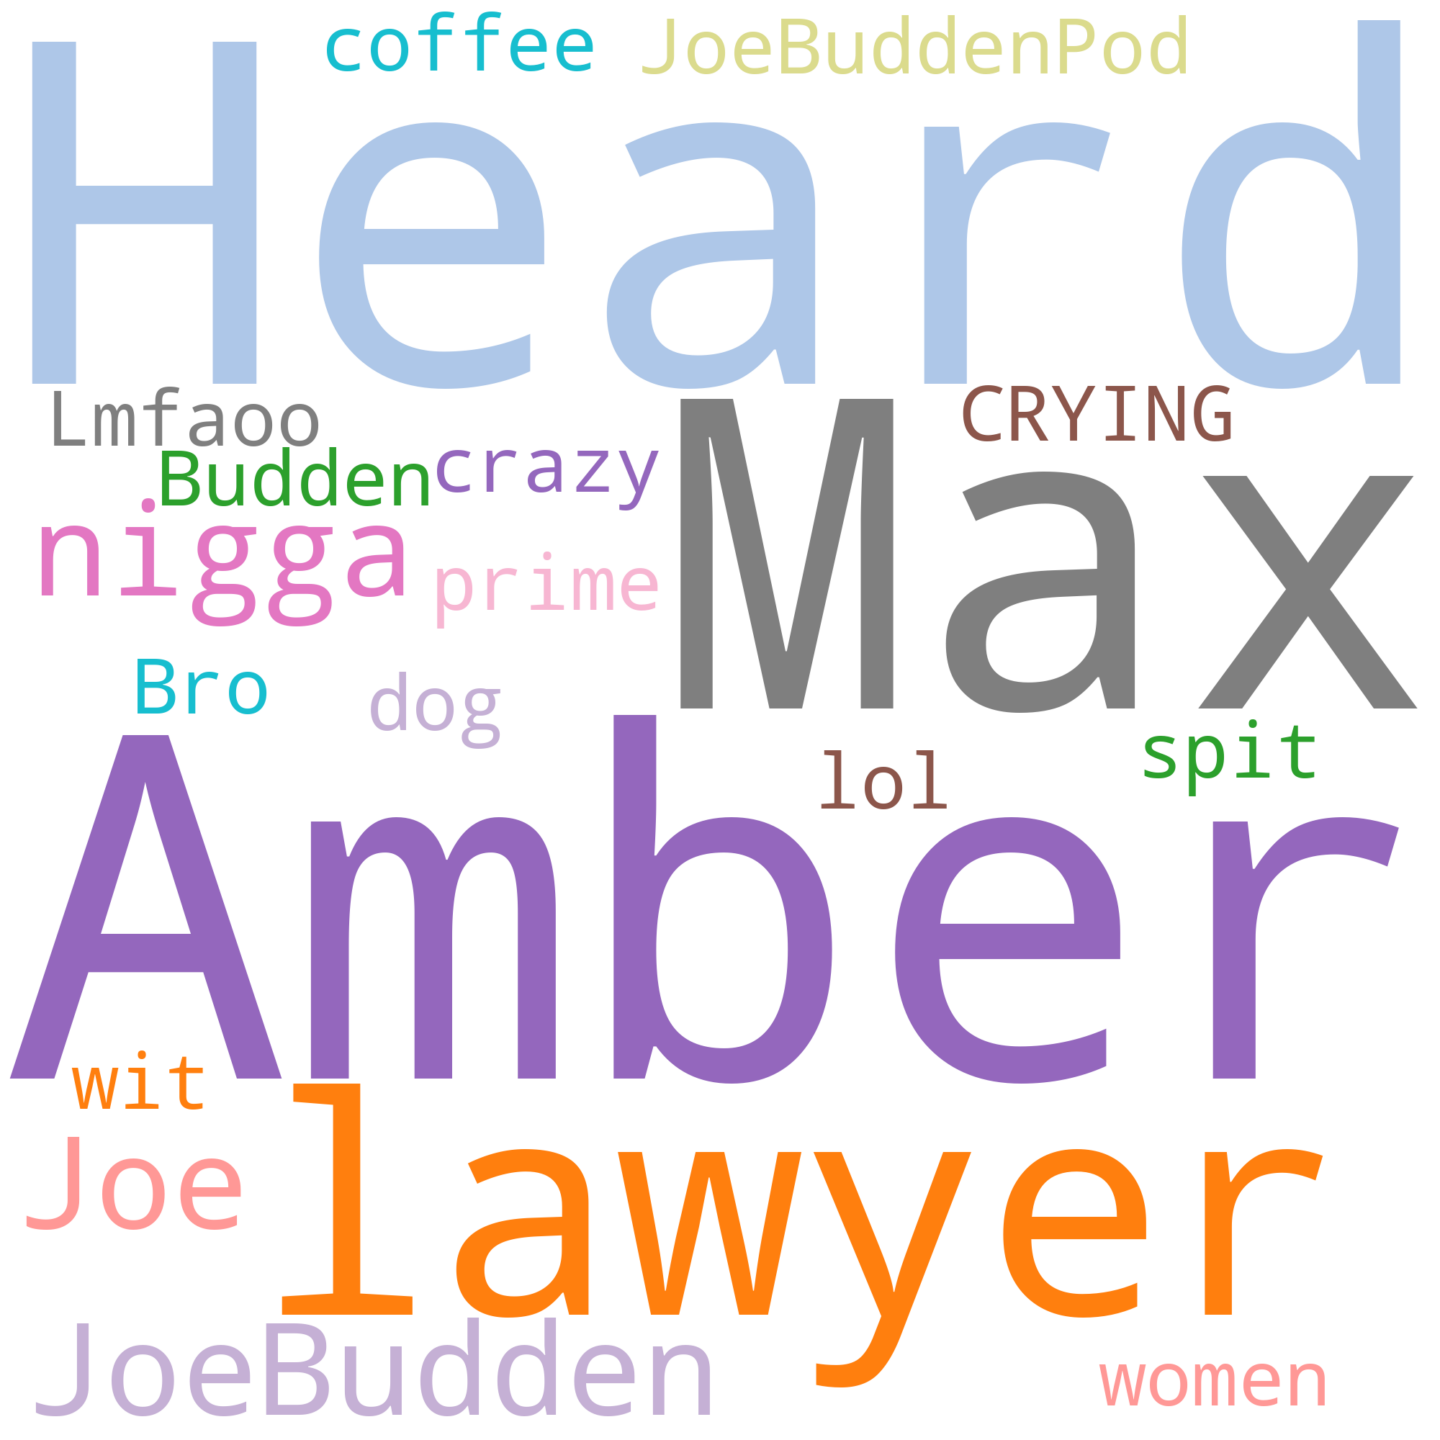 coffee JoeBuddenPod
Heard
Lmfaoo CRYING
Budden crazy
Max
nigga prime
Bro dog
lol spit
Amber
wit
lawyer
Joe
JoeBudden women